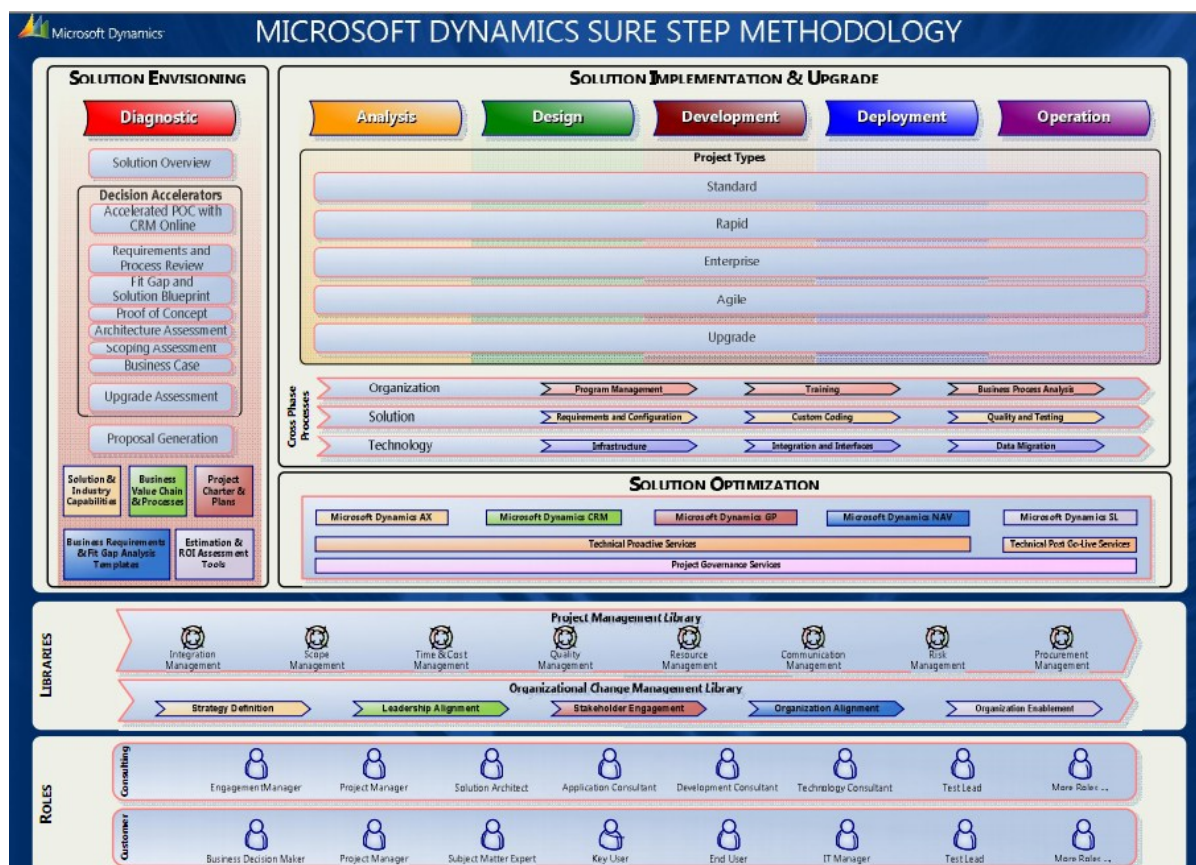 Microsoft Dynamics
MICROSOFT DYNAMICS SURE STEP METHODOLOGY
SOLUTION ENVISIONING
Diagnostic
Solution Overview
Decision Accelerators
Accelerated POC with
CRM Online
Requirements and
Process Review
Fit Gap and
Solution Blueprint
Proof of Concept
Architecture Assessment
Scoping Assessment
Business Case
Upgrade Assessment
Proposal Generation
Solution &
Industry
Capabilities
Business
Value Chain
& Processes
Project
Charter &
Plans
Business Requirements
& Fit Gap Analysis
Templates
Estimation &
ROI Assessment
Tools
SOLUTION IMPLEMENTATION & UPGRADE
Analysis
Design
Development
Deployment
Operation
Project Types
Standard
Rapid
Enterprise
Agile
Upgrade
Cross Phase
Processes
Organization
Program Management
Training
Business Process Analysis
Solution
Requirements and Configuration
Custom Coding
Quality and Testing
Technology
Infrastructure
Integration and Interfaces
Data Migration
SOLUTION OPTIMIZATION
Microsoft Dynamics AX
Microsoft Dynamics CRM
Microsoft Dynamics GP
Microsoft Dynamics NAV
Microsoft Dynamics SL
Technical Proactive Services
Technical Post Go-Live Services
Project Governance Services
LIBRARIES
Project Management Library
Integration
Management
Scope
Management
Time & Cost
Management
Quality
Management
Resource
Management
Communication
Management
Risk
Management
Procurement
Management
Organizational Change Management Library
Strategy Definition
Leadership Alignment
Stakeholder Engagement
Organization Alignment
Organization Enablement
ROLES
Consulting
Engagement Manager
Project Manager
Solution Architect
Application Consultant
Development Consultant
Technology Consultant
Test Lead
More Roles ...
Customer
Business Decision Maker
Project Manager
Subject Matter Expert
Key User
End User
IT Manager
Test Lead
More Roles ...